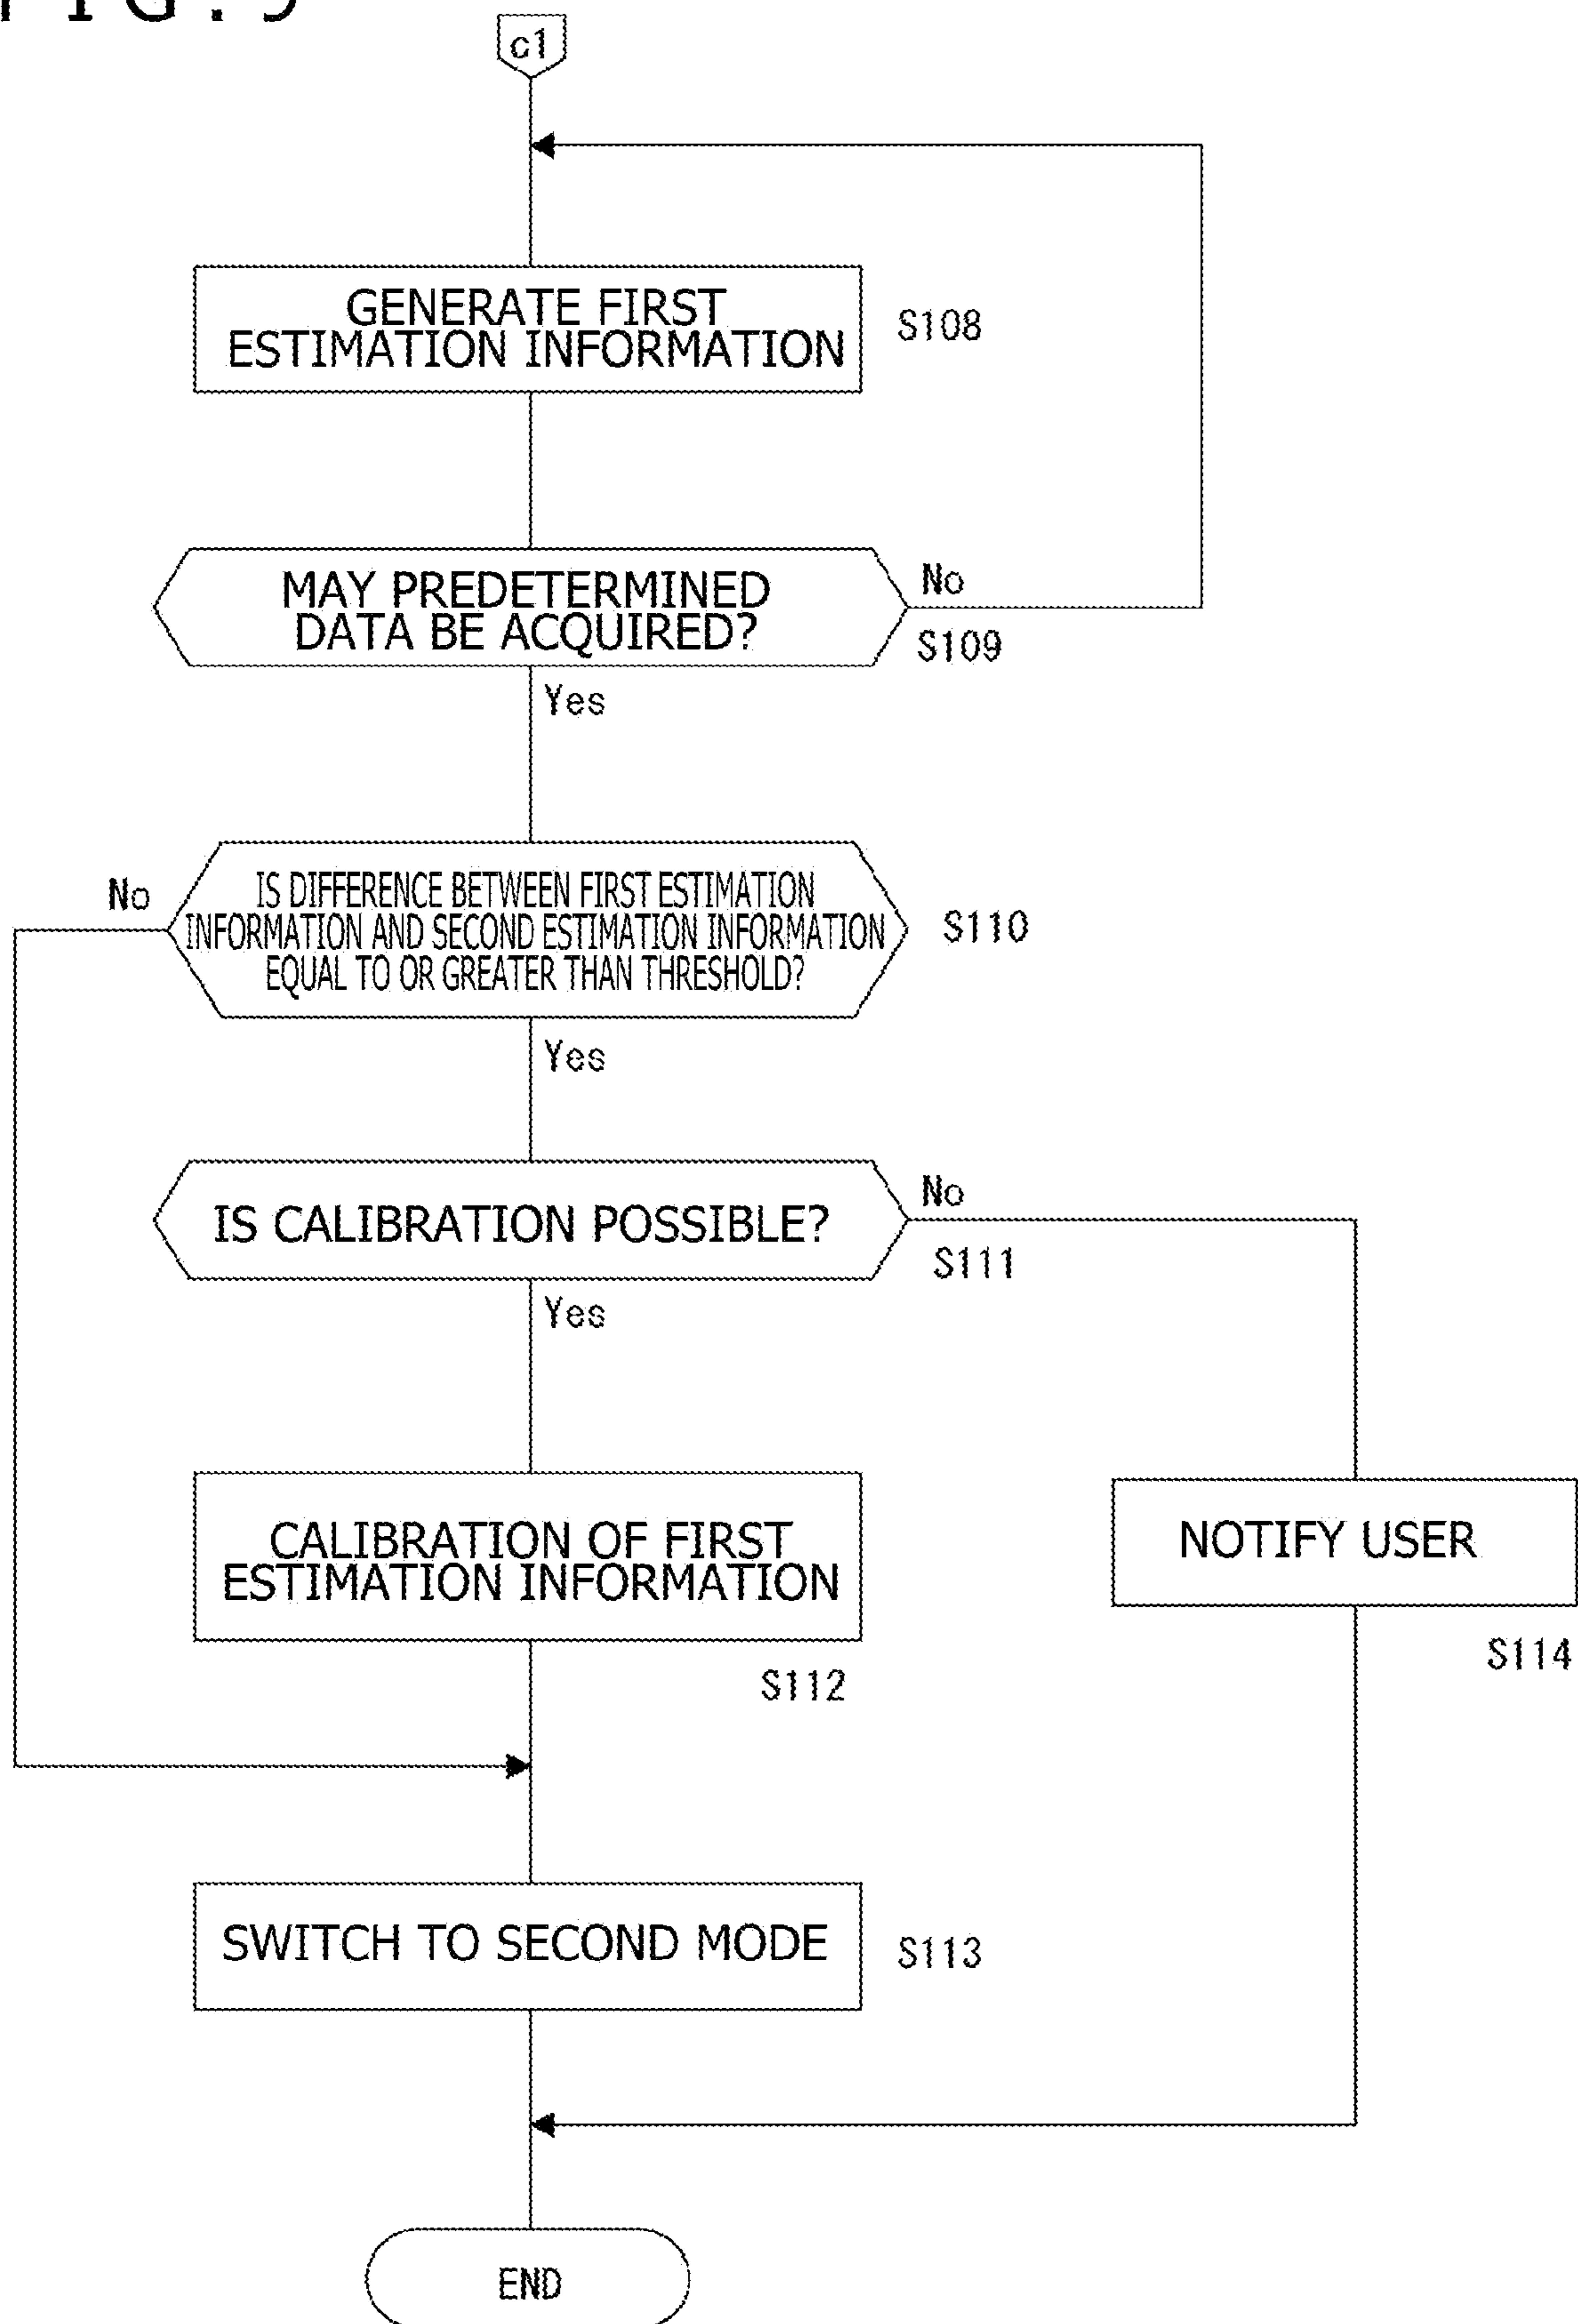 FIG. 9
c1
GENERATE FIRST
ESTIMATION INFORMATION
S108
MAY PREDETERMINED
DATA BE ACQUIRED?
No
S109
Yes
No
IS DIFFERENCE BETWEEN FIRST ESTIMATION
INFORMATION AND SECOND ESTIMATION INFORMATION
EQUAL TO OR GREATER THAN THRESHOLD?
S110
Yes
IS CALIBRATION POSSIBLE?
No
S111
Yes
CALIBRATION OF FIRST
ESTIMATION INFORMATION
S112
NOTIFY USER
S114
SWITCH TO SECOND MODE
S113
END